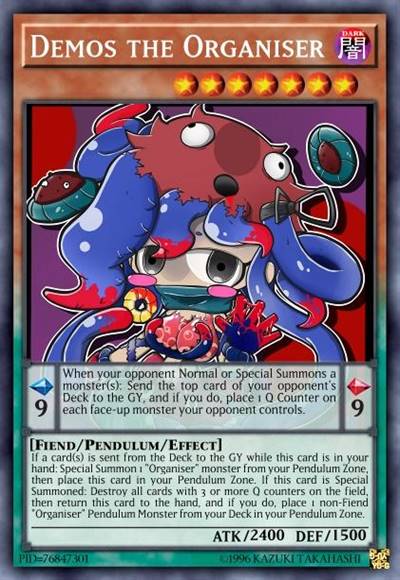 DEMOS THE ORGANISER
DARK
闇
When your opponent Normal or Special Summons
a monster(s): Send the top card of your opponent's
Deck to the GY, and if you do, place 1 Q Counter
on each face-up monster your opponent controls.
9
9
[FIEND/PENDULUM/EFFECT]
If a card(s) is sent from the Deck to the GY while this card is in your
hand: Special Summon 1 "Organiser" monster from your Pendulum Zone,
then place this card in your Pendulum Zone. If this card is Special
Summoned: Destroy all cards with 3 or more Q counters on the field,
then return this card to the hand, and if you do, place 1 non-Fiend
"Organiser" Pendulum Monster from your Deck in your Pendulum Zone.
ATK/2400 DEF/1500
PID=76847301
©1996 KAZUKI TAKAHASHI